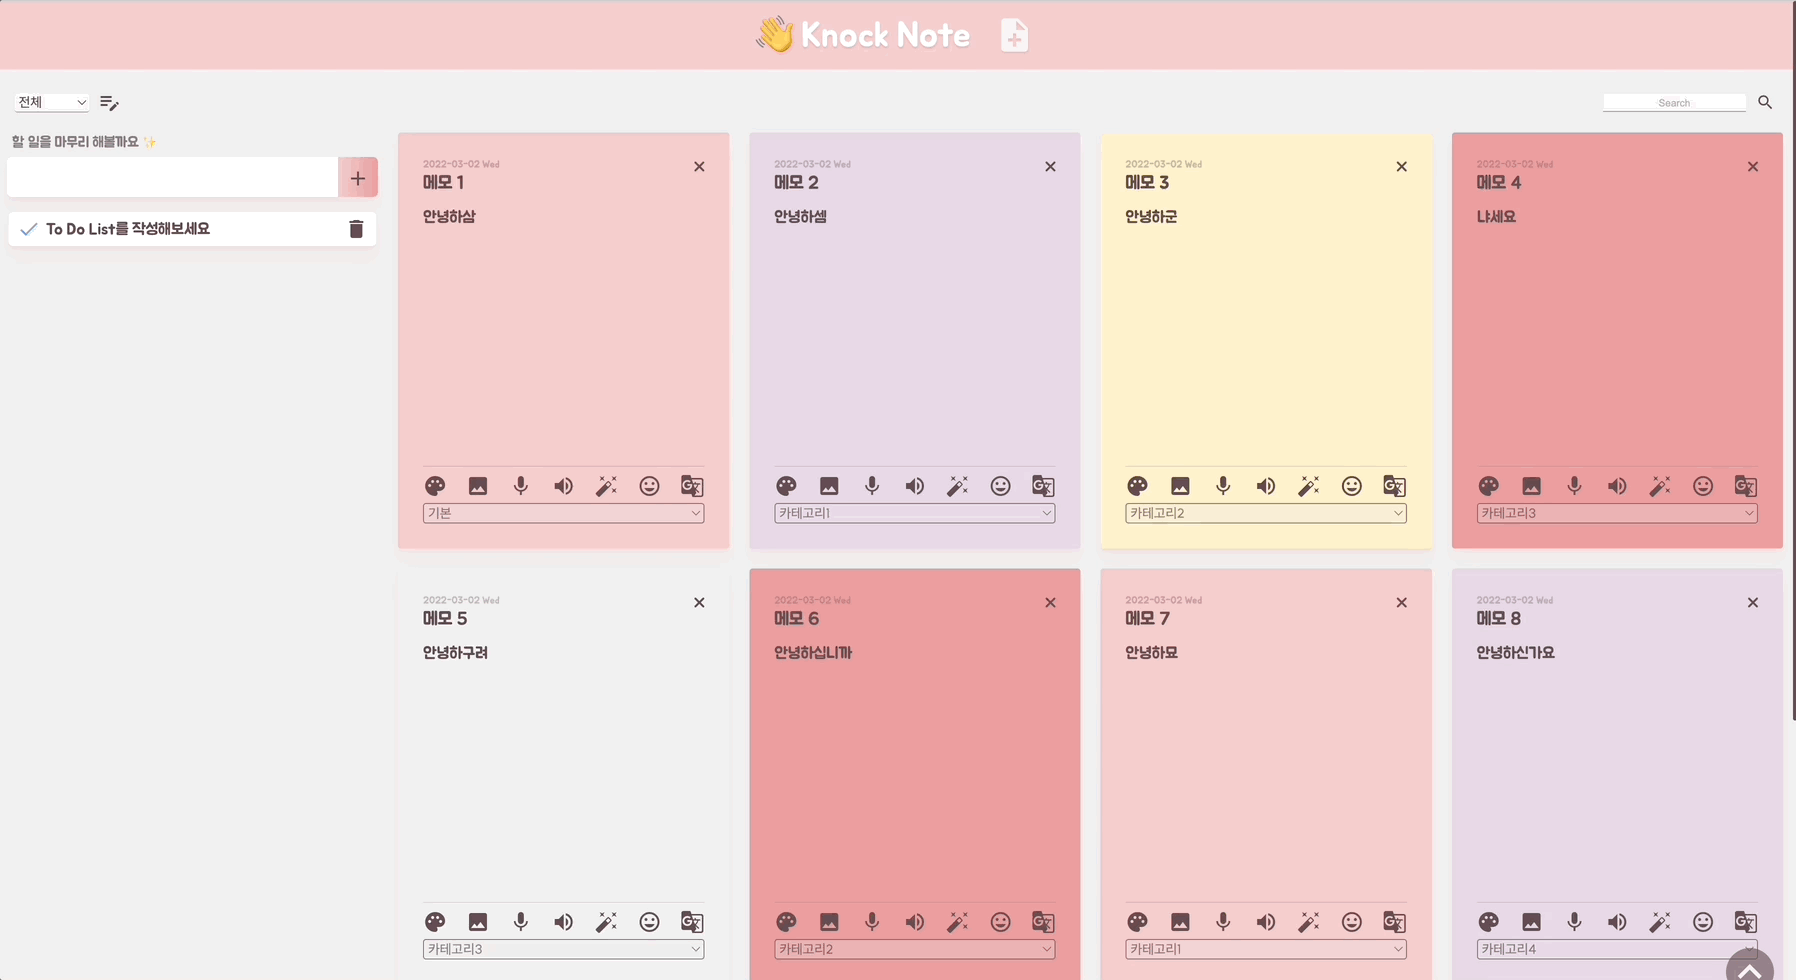 Knock Note
전체
Search
할 일을 마무리 해볼까요 ✨
To Do List를 작성해보세요
2022-03-02 Wed
메모 1
안녕하삼
기본
2022-03-02 Wed
메모 2
안녕하셈
카테고리1
2022-03-02 Wed
메모 3
안녕하군
카테고리2
2022-03-02 Wed
메모 4
냐세요
카테고리3
2022-03-02 Wed
메모 5
안녕하구려
카테고리3
2022-03-02 Wed
메모 6
안녕하십니까
카테고리2
2022-03-02 Wed
메모 7
안녕하묘
카테고리1
2022-03-02 Wed
메모 8
안녕하신가요
카테고리4